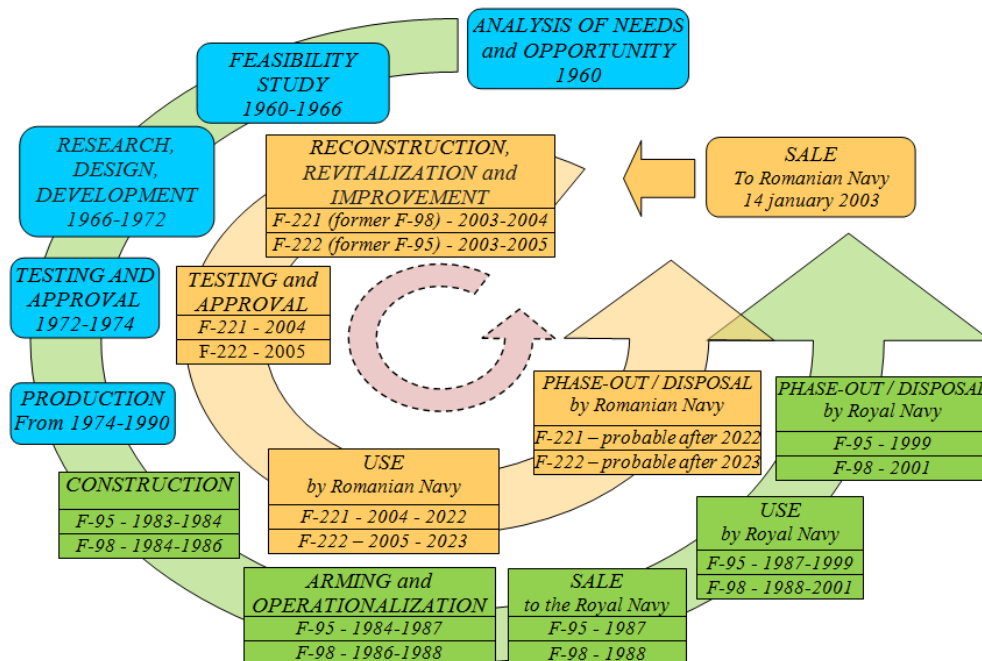 ANALYSIS OF NEEDS
and OPPORTUNITY
1960
FEASIBILITY
STUDY
1960-1966
RESEARCH,
DESIGN,
DEVELOPMENT
1966-1972
TESTING AND
APPROVAL
1972-1974
PRODUCTION
From 1974-1990
CONSTRUCTION
F-95 - 1983-1984
F-98 - 1984-1986
ARMING and
OPERATIONALIZATION
F-95 - 1984-1987
F-98 - 1986-1988
SALE
to the Royal Navy
F-95 - 1987
F-98 - 1988
USE
by Royal Navy
F-95 - 1987-1999
F-98 - 1988-2001
PHASE-OUT / DISPOSAL
by Royal Navy
F-95 - 1999
F-98 - 2001
SALE
To Romanian Navy
14 january 2003
RECONSTRUCTION,
REVITALIZATION and
IMPROVEMENT
F-221 (former F-98) - 2003-2004
F-222 (former F-95) - 2003-2005
TESTING and
APPROVAL
F-221 - 2004
F-222 - 2005
USE
by Romanian Navy
F-221 - 2004 - 2022
F-222 – 2005 - 2023
PHASE-OUT / DISPOSAL
by Romanian Navy
F-221 – probable after 2022
F-222 – probable after 2023